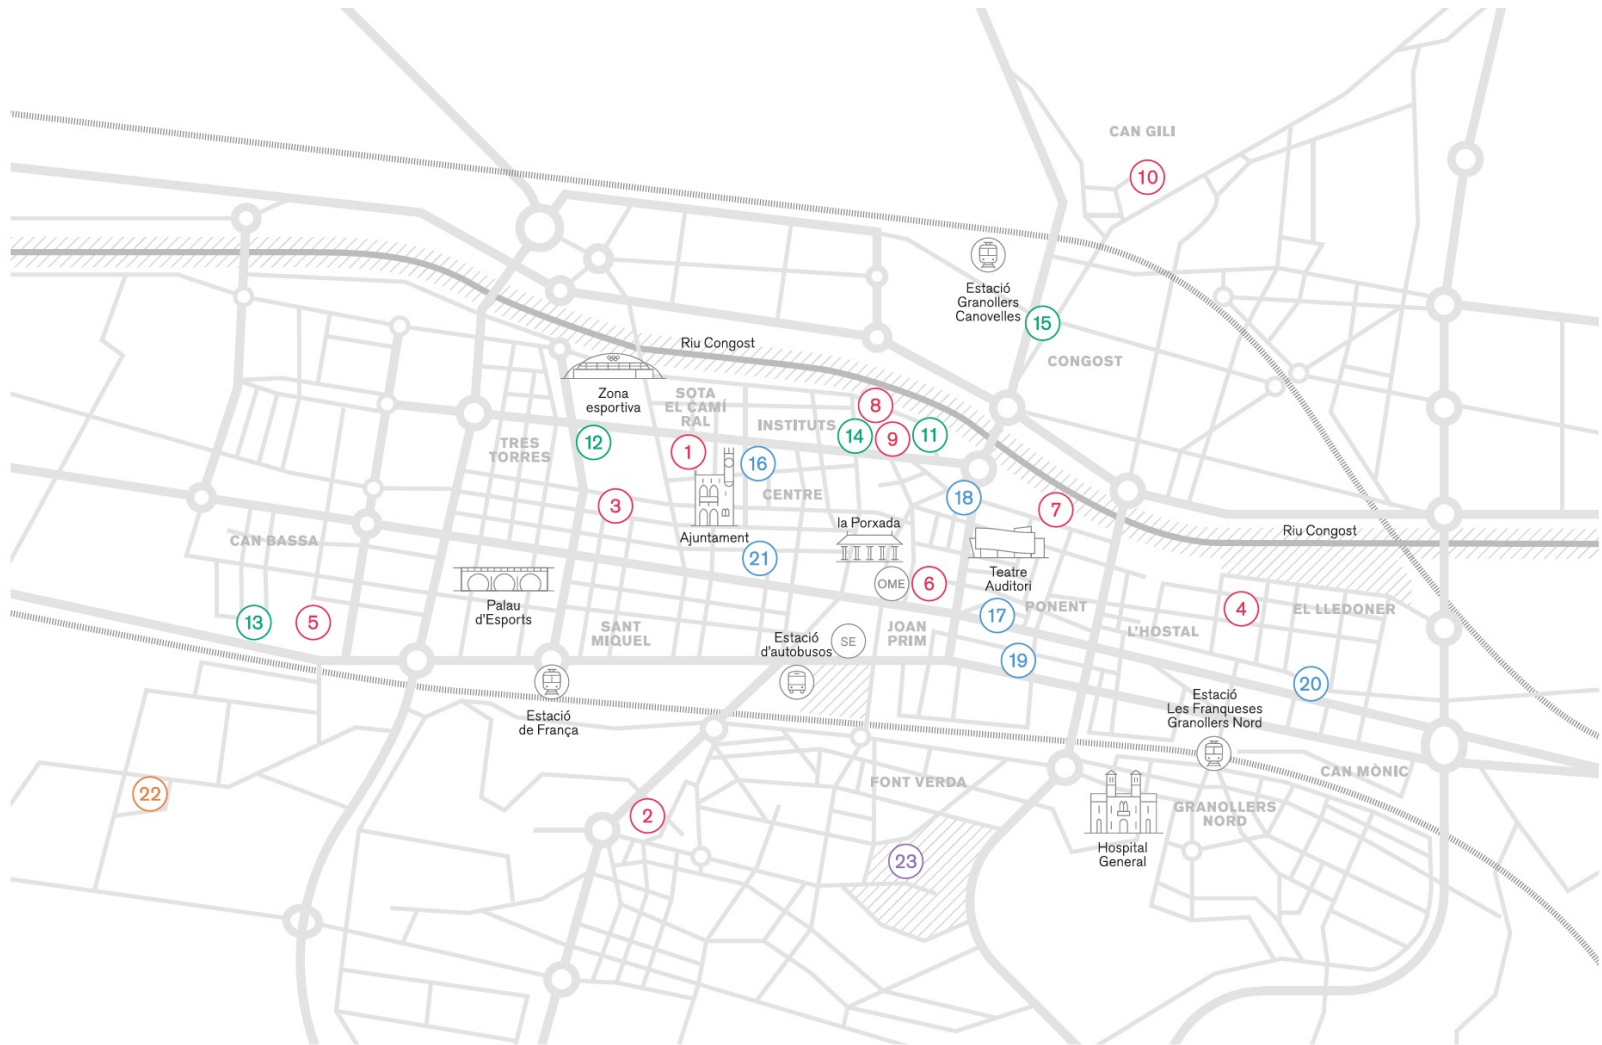 CAN GILI
10
Estació
Granollers
Canovelles
15
CONGOST
Riu Congost
Zona
esportiva
SOTA
EL CAMÍ
RAL
INSTITUTS
8
14
9
11
TRES
TORRES
12
1
16
CENTRE
18
3
7
la Porxada
Riu Congost
CAN BASSA
Ajuntament
21
Teatre
Auditori
OME
6
Palau
d'Esports
17
PONENT
4
EL LLEDONER
13
5
SANT
MIQUEL
Estació
d'autobusos
SE
JOAN
PRIM
L'HOSTAL
19
20
Estació
Les Franqueses
Granollers Nord
Estació
de França
FONT VERDA
CAN MÒNIC
22
2
GRANOLLERS
NORD
Hospital
General
23